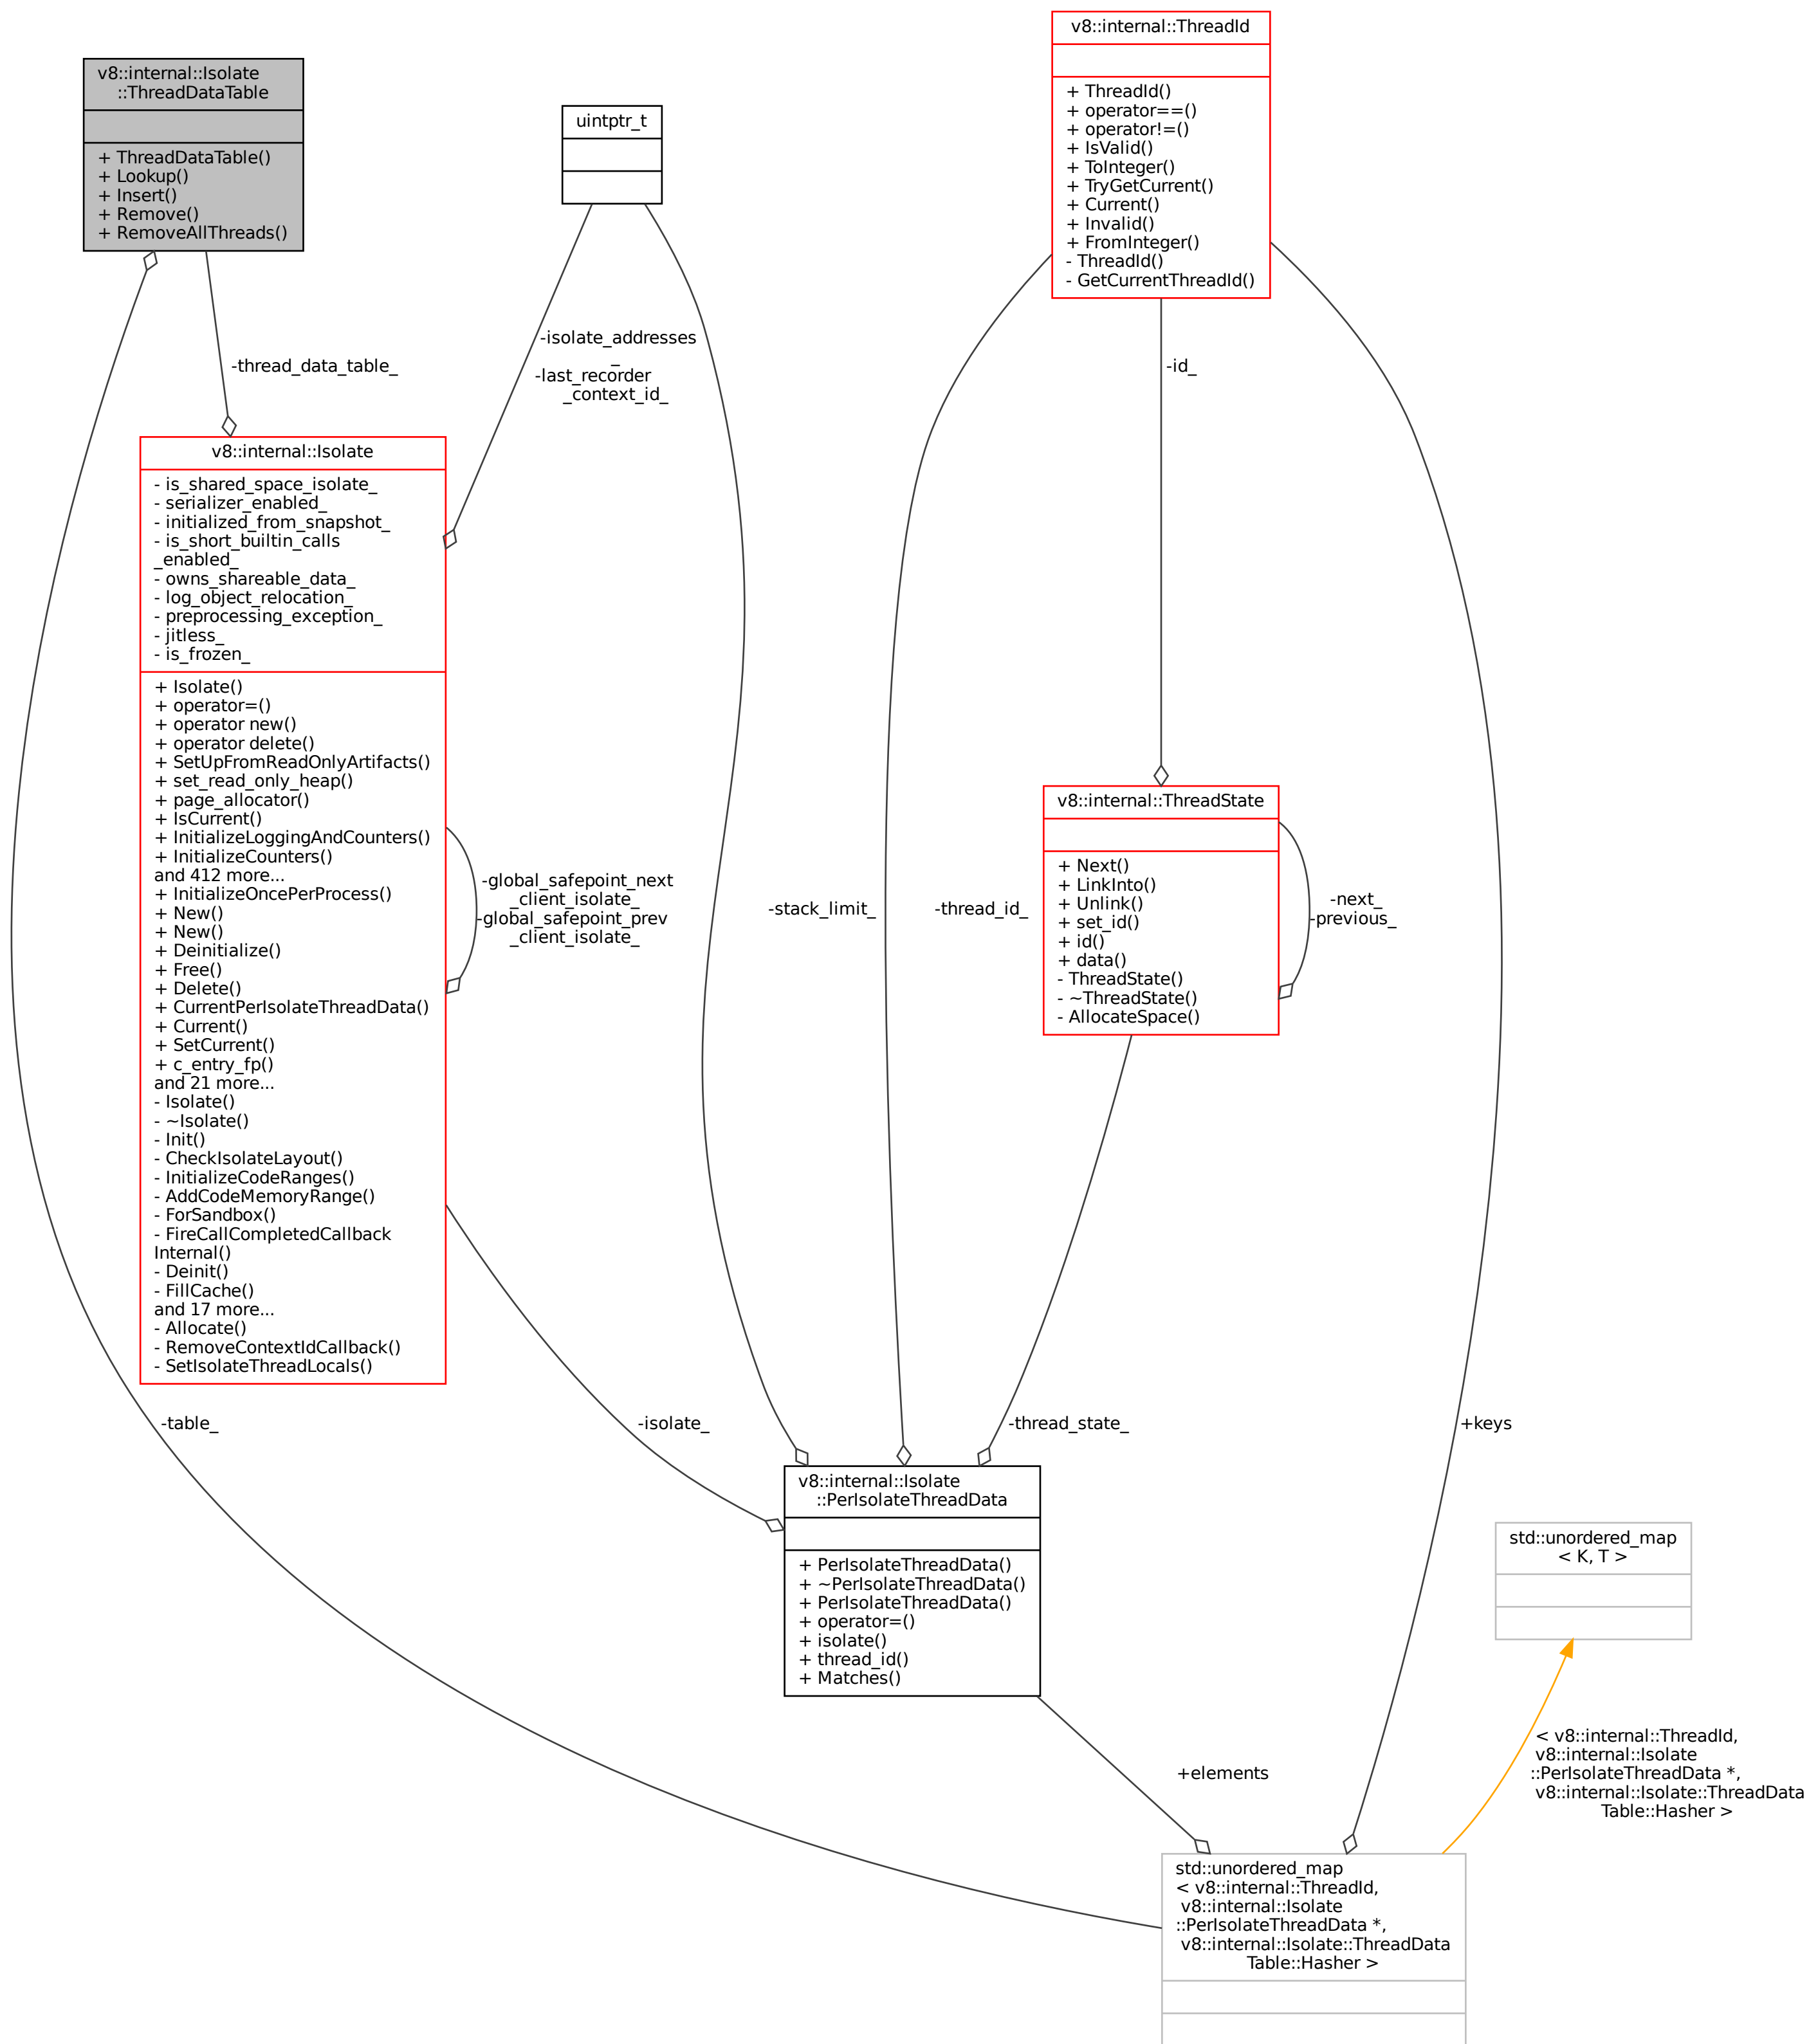 v8::internal::ThreadId
+ ThreadId()
+ operator==()
+ operator!=()
+ IsValid()
+ ToInteger()
+ TryGetCurrent()
+ Current()
+ Invalid()
+ FromInteger()
- ThreadId()
- GetCurrentThreadId()
v8::internal::Isolate
::ThreadDataTable
+ ThreadDataTable()
+ Lookup()
+ Insert()
+ Remove()
+ RemoveAllThreads()
uintptr_t
-isolate_addresses
_
-last_recorder
_context_id_
-thread_data_table_
-id_
v8::internal::Isolate
- is_shared_space_isolate_
- serializer_enabled_
- initialized_from_snapshot_
- is_short_builtin_calls
_enabled_
- owns_shareable_data_
- log_object_relocation_
- preprocessing_exception_
- jitless_
- is_frozen_
+ Isolate()
+ operator=()
+ operator new()
+ operator delete()
+ SetUpFromReadOnlyArtifacts()
+ set_read_only_heap()
+ page_allocator()
+ IsCurrent()
+ InitializeLoggingAndCounters()
+ InitializeCounters()
and 412 more...
+ InitializeOncePerProcess()
+ New()
+ New()
+ Deinitialize()
+ Free()
+ Delete()
+ CurrentPerIsolateThreadData()
+ Current()
+ SetCurrent()
+ c_entry_fp()
and 21 more...
- Isolate()
- ~Isolate()
- Init()
- CheckIsolateLayout()
- InitializeCodeRanges()
- AddCodeMemoryRange()
- ForSandbox()
- FireCallCompletedCallback
Internal()
- Deinit()
- FillCache()
and 17 more...
- Allocate()
- RemoveContextIdCallback()
- SetIsolateThreadLocals()
-global_safepoint_next
_client_isolate_
-global_safepoint_prev
_client_isolate_
-stack_limit_
-thread_id_
v8::internal::ThreadState
+ Next()
+ LinkInto()
+ Unlink()
+ set_id()
+ id()
+ data()
- ThreadState()
- ~ThreadState()
- AllocateSpace()
-next_
-previous_
-table_
-isolate_
-thread_state_
+keys
v8::internal::Isolate
::PerIsolateThreadData
+ PerIsolateThreadData()
+ ~PerIsolateThreadData()
+ PerIsolateThreadData()
+ operator=()
+ isolate()
+ thread_id()
+ Matches()
std::unordered_map
< K, T >
+elements
< v8::internal::ThreadId,
v8::internal::Isolate
::PerIsolateThreadData *,
v8::internal::Isolate::ThreadData
Table::Hasher >
std::unordered_map
< v8::internal::ThreadId,
v8::internal::Isolate
::PerIsolateThreadData *,
v8::internal::Isolate::ThreadData
Table::Hasher >